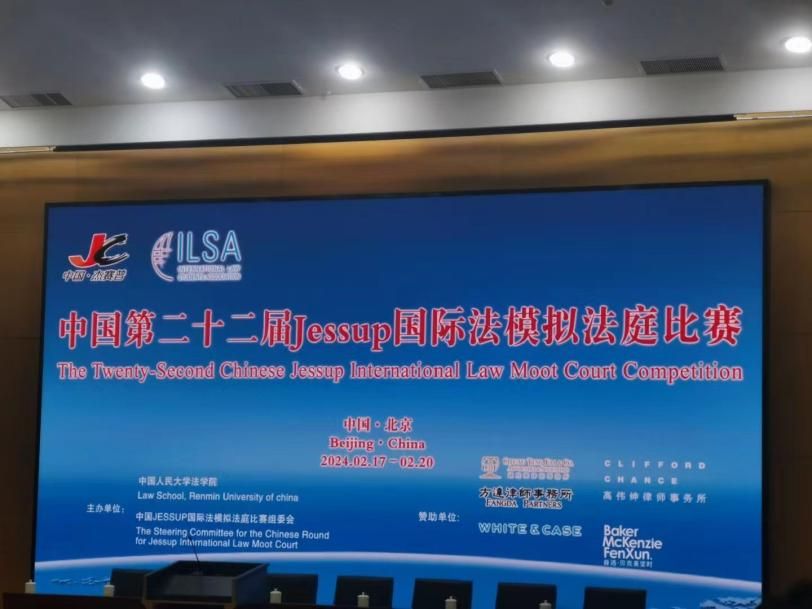 JC
中国·杰赛普
ILSA
INTERNATIONAL LAW
STUDENTS ASSOCIATION
中国第二十二届Jessup国际法模拟法庭比赛
The Twenty-Second Chinese Jessup International Law Moot Court Competition
中国·北京
Beijing·China
2024.02.17-02.20
主办单位:
中国人民大学法学院
Law School, Renmin University of china
中国JESSUP国际法模拟法庭比赛组委会
The Steering Committee for the Chinese Round
for Jessup International Law Moot Court
赞助单位:
方達律師事務所
FANGDA PARTNERS
WHITE & CASE
CLIFFORD
CHANCE
高伟绅律师事务所
Baker
McKenzie
FenXun.